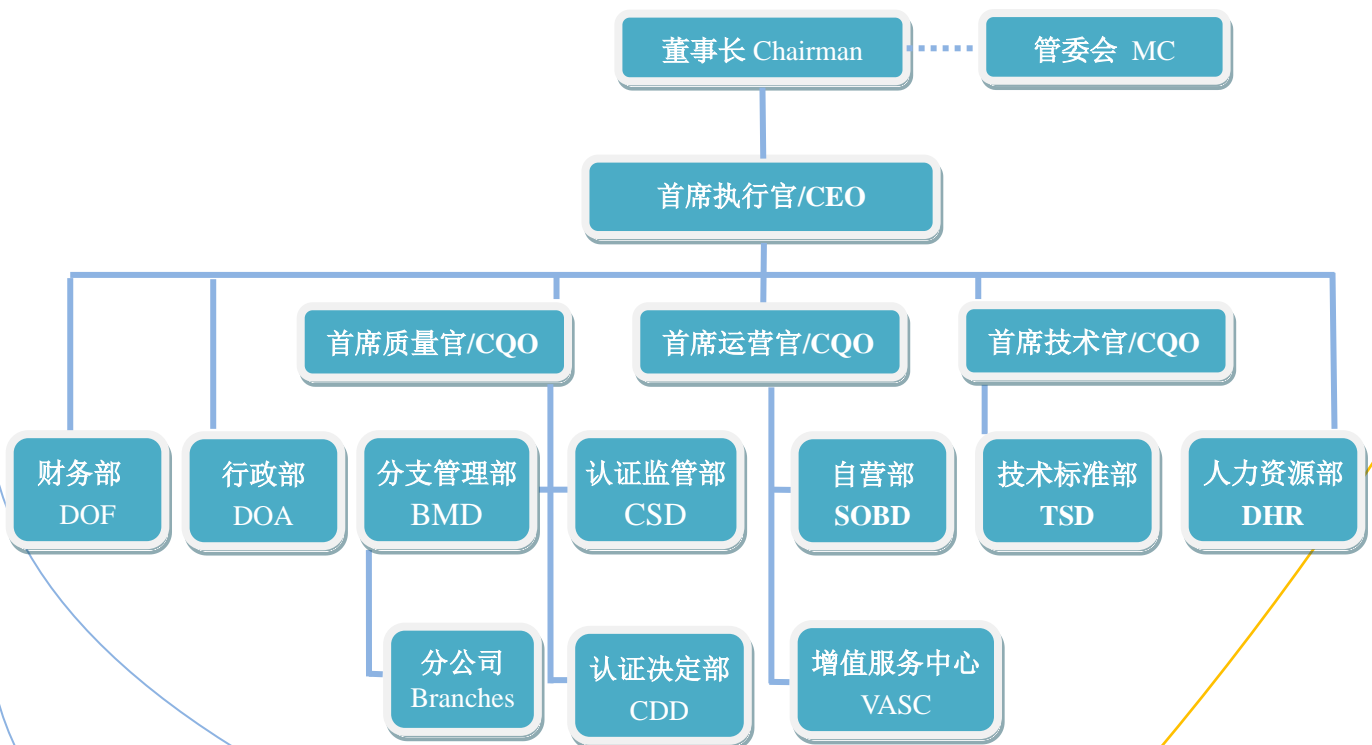 董事长 Chairman
管委会 MC
首席执行官/CEO
首席质量官/CQO
首席运营官/CQO
首席技术官/CQO
财务部
DOF
行政部
DOA
分支管理部
BMD
认证监管部
CSD
自营部
SOBD
技术标准部
TSD
人力资源部
DHR
分公司
Branches
认证决定部
CDD
增值服务中心
VASC